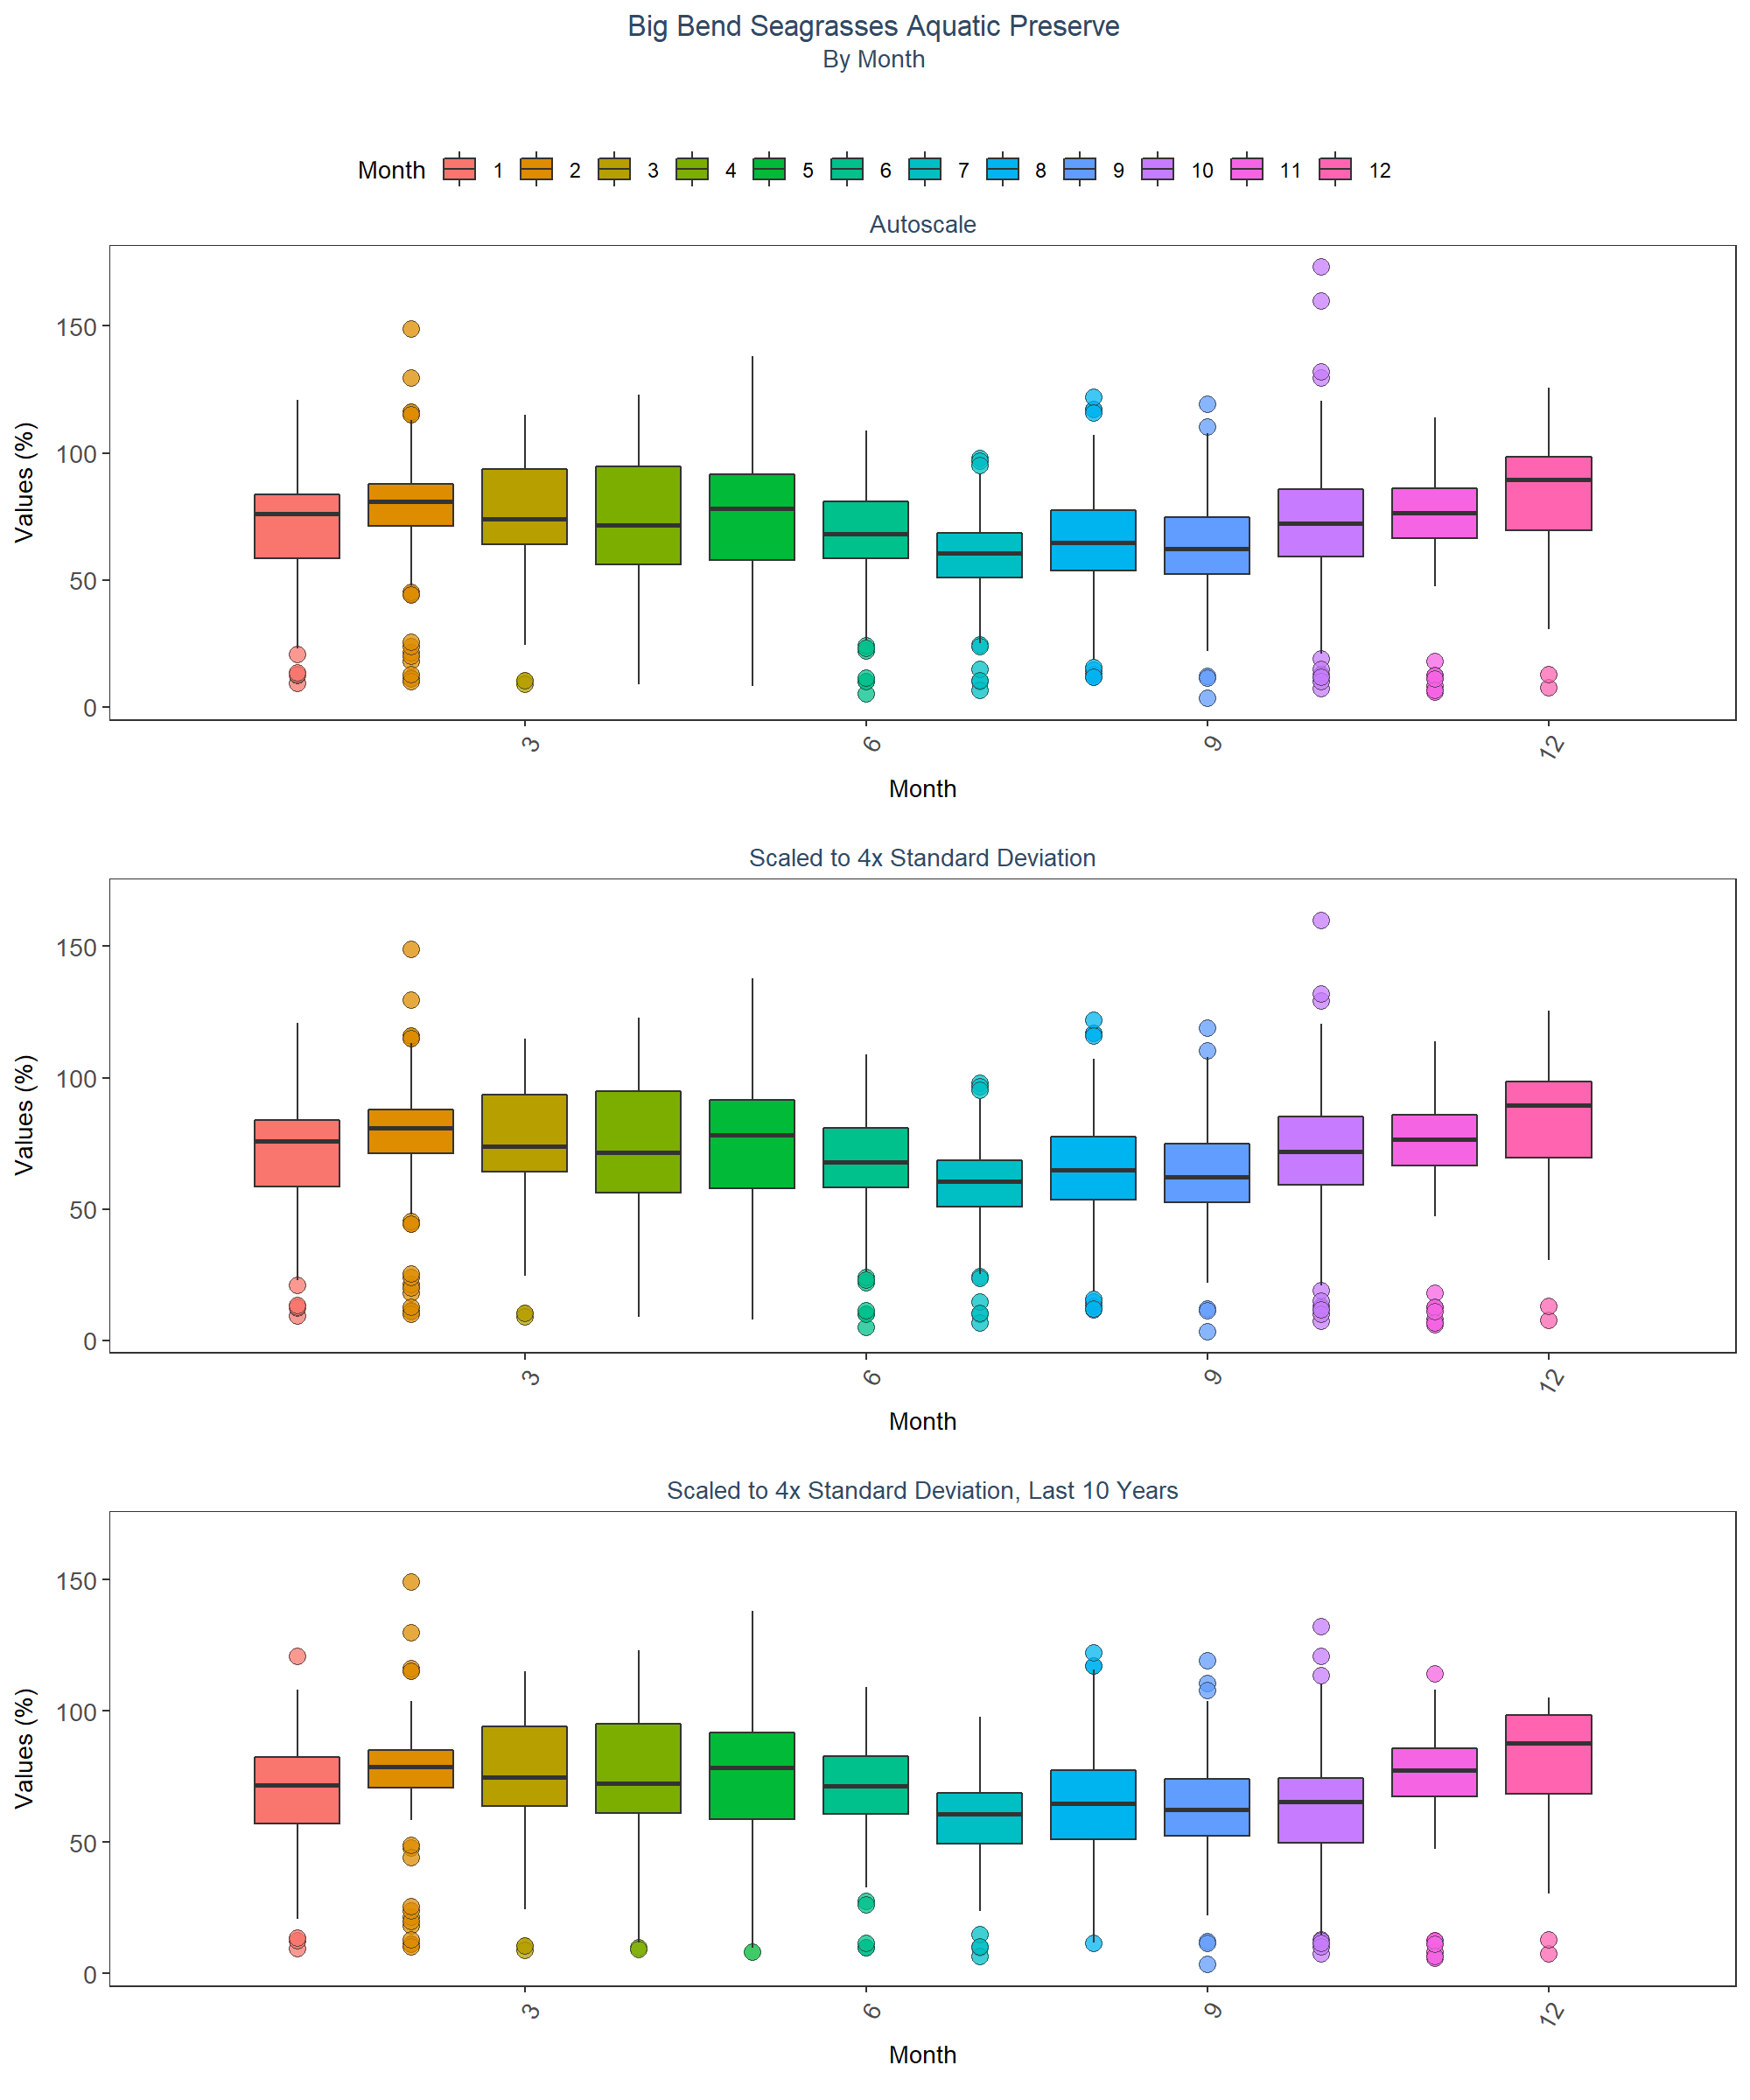 Big Bend Seagrasses Aquatic Preserve
By Month
Month 1 2 3 4 5 6 7 8 9 10 11 12
Autoscale
Values (%)
150
100
50
0
3 6 9 12
Month
Scaled to 4x Standard Deviation
Values (%)
150
100
50
0
3 6 9 12
Month
Scaled to 4x Standard Deviation, Last 10 Years
Values (%)
150
100
50
0
3 6 9 12
Month